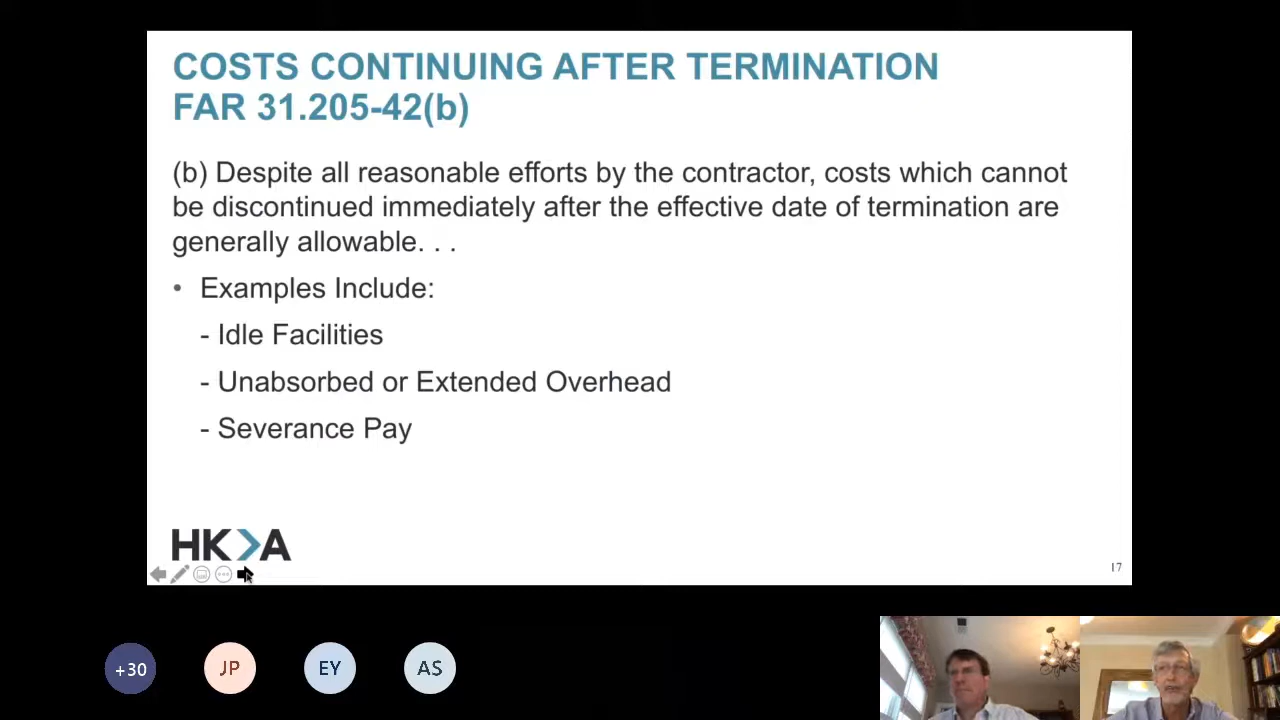 COSTS CONTINUING AFTER TERMINATION
FAR 31.205-42(b)
(b) Despite all reasonable efforts by the contractor, costs which cannot
be discontinued immediately after the effective date of termination are
generally allowable. . .
• Examples Include:
- Idle Facilities
- Unabsorbed or Extended Overhead
- Severance Pay
HKA
17
+30
JP
EY
AS